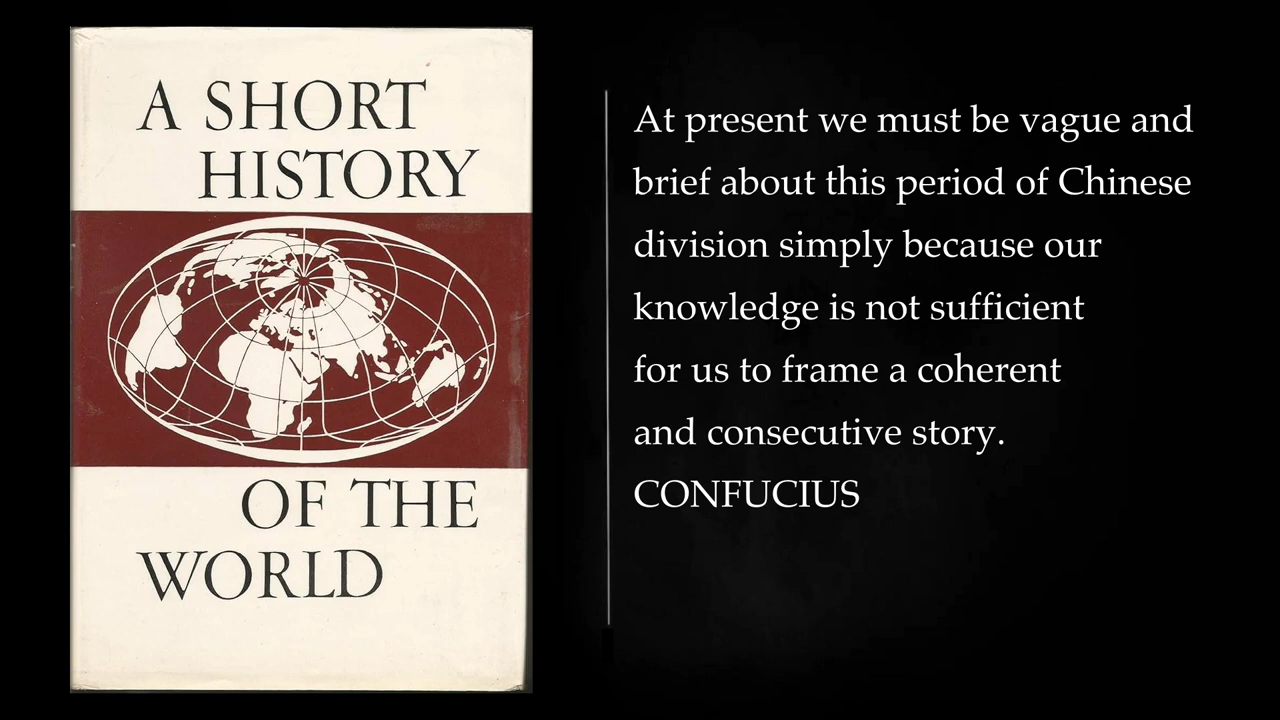 A SHORT
HISTORY
OF THE
WORLD
At present we must be vague and
brief about this period of Chinese
division simply because our
knowledge is not sufficient
for us to frame a coherent
and consecutive story.
CONFUCIUS